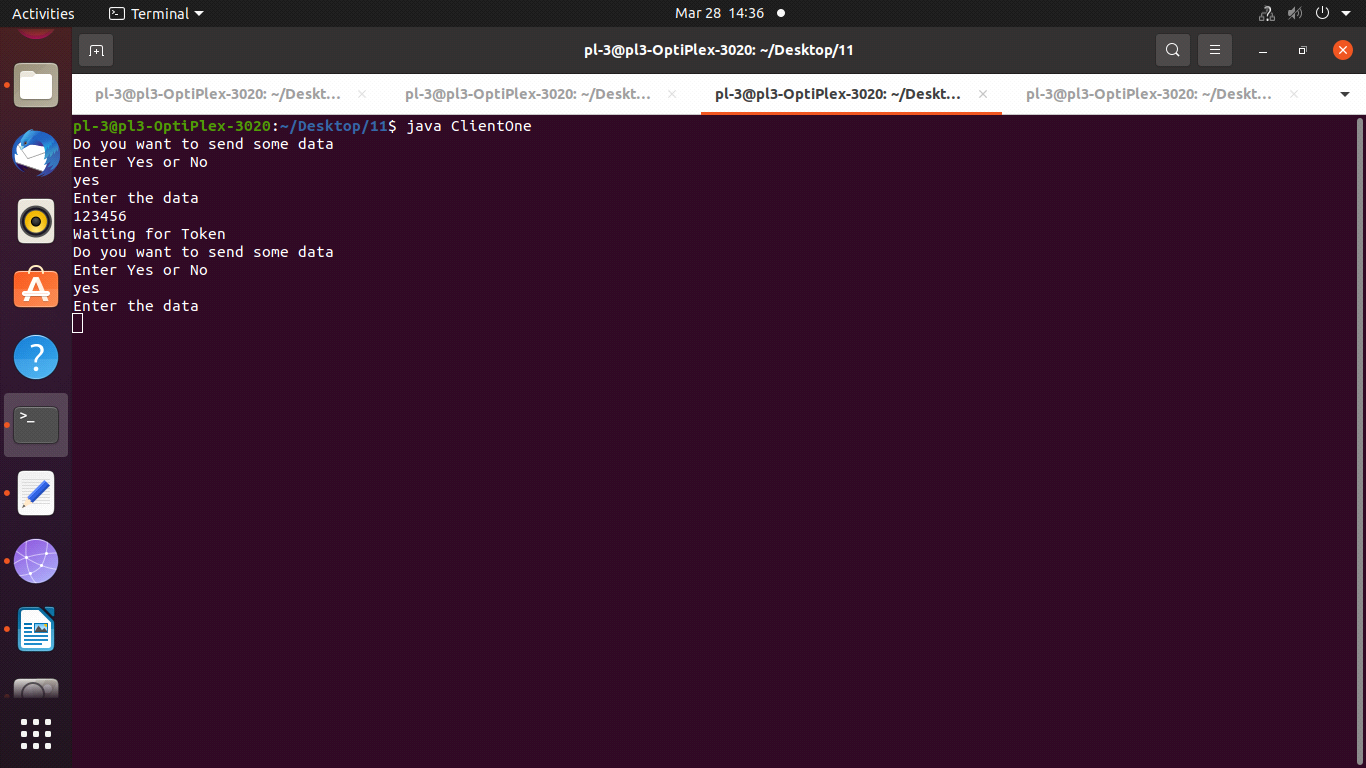 Activities
Terminal
Mar 28 14:36
pl-3@pl3-OptiPlex-3020: ~/Desktop/11
pl-3@pl3-OptiPlex-3020: ~/Deskt...
pl-3@pl3-OptiPlex-3020: ~/Deskt...
pl-3@pl3-OptiPlex-3020: ~/Deskt...
pl-3@pl3-OptiPlex-3020: ~/Deskt...
pl-3@pl3-OptiPlex-3020:~/Desktop/11$ java ClientOne
Do you want to send some data
Enter Yes or No
yes
Enter the data
123456
Waiting for Token
Do you want to send some data
Enter Yes or No
yes
Enter the data